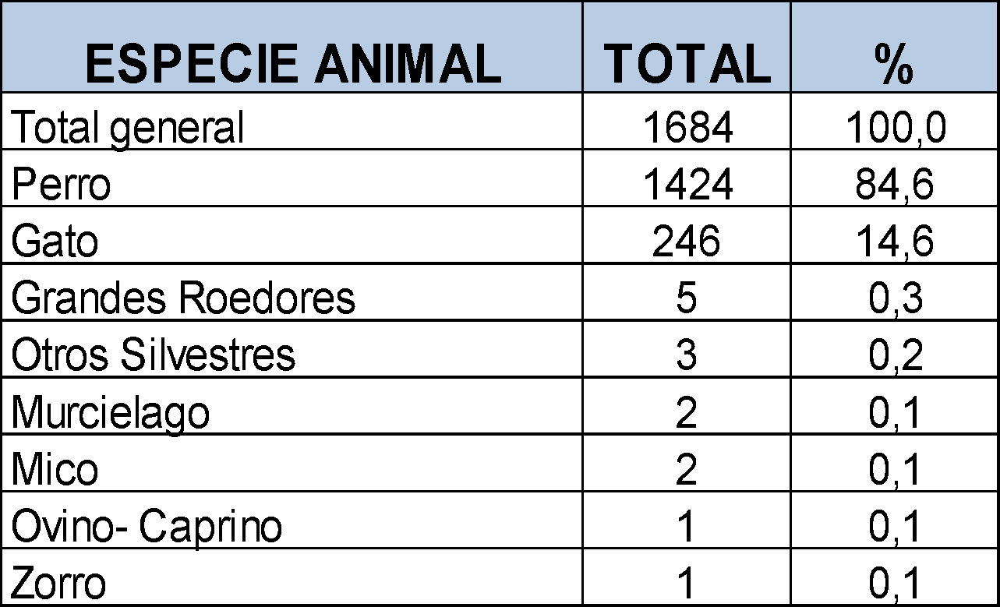 ESPECIE ANIMAL TOTAL %
Total general 1684 100,0
Perro 1424 84,6
Gato 246 14,6
Grandes Roedores 5 0,3
Otros Silvestres 3 0,2
Murcielago 2 0,1
Mico 2 0,1
Ovino- Caprino 1 0,1
Zorro 1 0,1